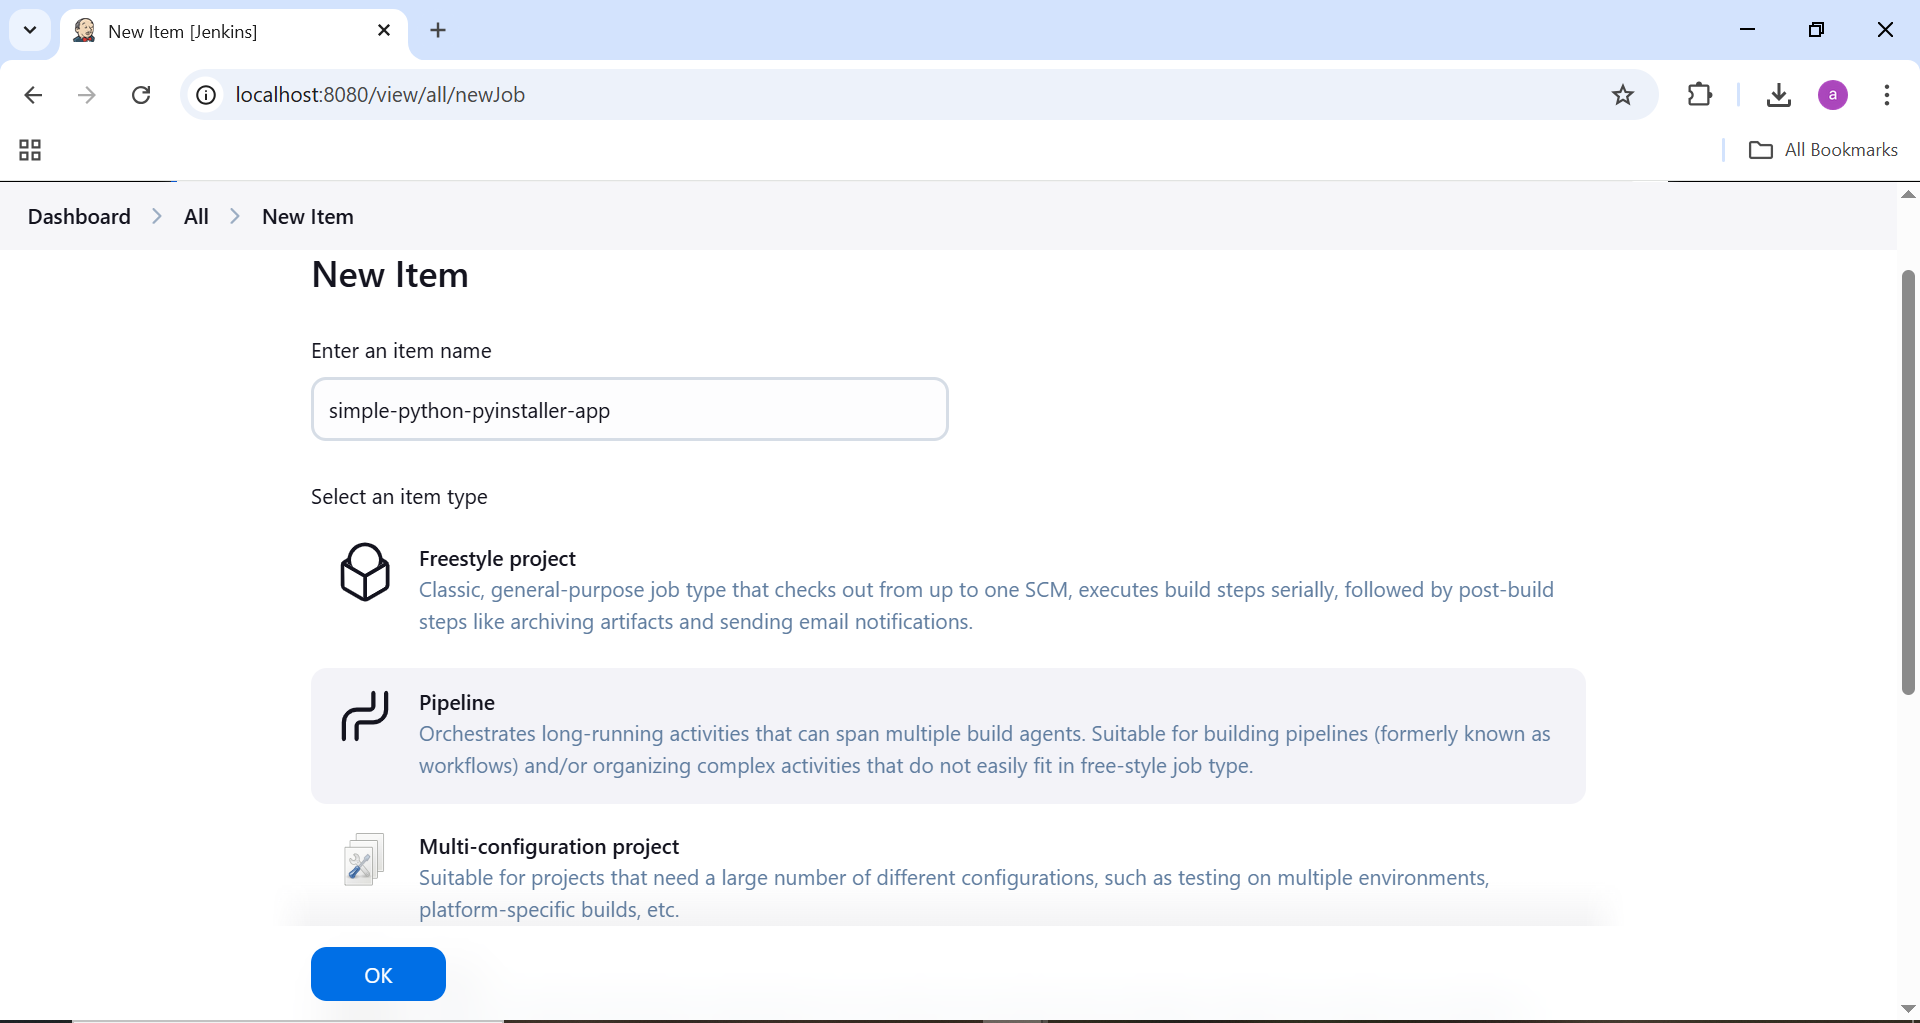 New Item [Jenkins]
localhost:8080/view/all/newJob
a
All Bookmarks
Dashboard
All
New Item
New Item
Enter an item name
simple-python-pyinstaller-app
Select an item type
Freestyle project
Classic, general-purpose job type that checks out from up to one SCM, executes build steps serially, followed by post-build
steps like archiving artifacts and sending email notifications.
Pipeline
Orchestrates long-running activities that can span multiple build agents. Suitable for building pipelines (formerly known as
workflows) and/or organizing complex activities that do not easily fit in free-style job type.
Multi-configuration project
Suitable for projects that need a large number of different configurations, such as testing on multiple environments,
platform-specific builds, etc.
OK